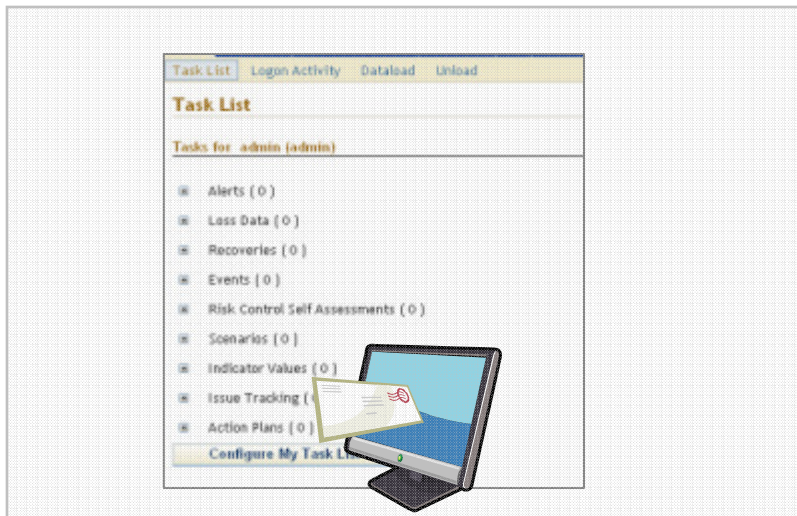 Task List Logon Activity Dataload Unload
Task List
Tasks for admin (admin)
Alerts ( 0 )
Loss Data ( 0 )
Recoveries ( 0 )
Events ( 0 )
Risk Control Self Assessments ( 0 )
Scenarios ( 0 )
Indicator Values ( 0 )
Issue Tracking (
Action Plans ( 0 )
Configure My Task Li